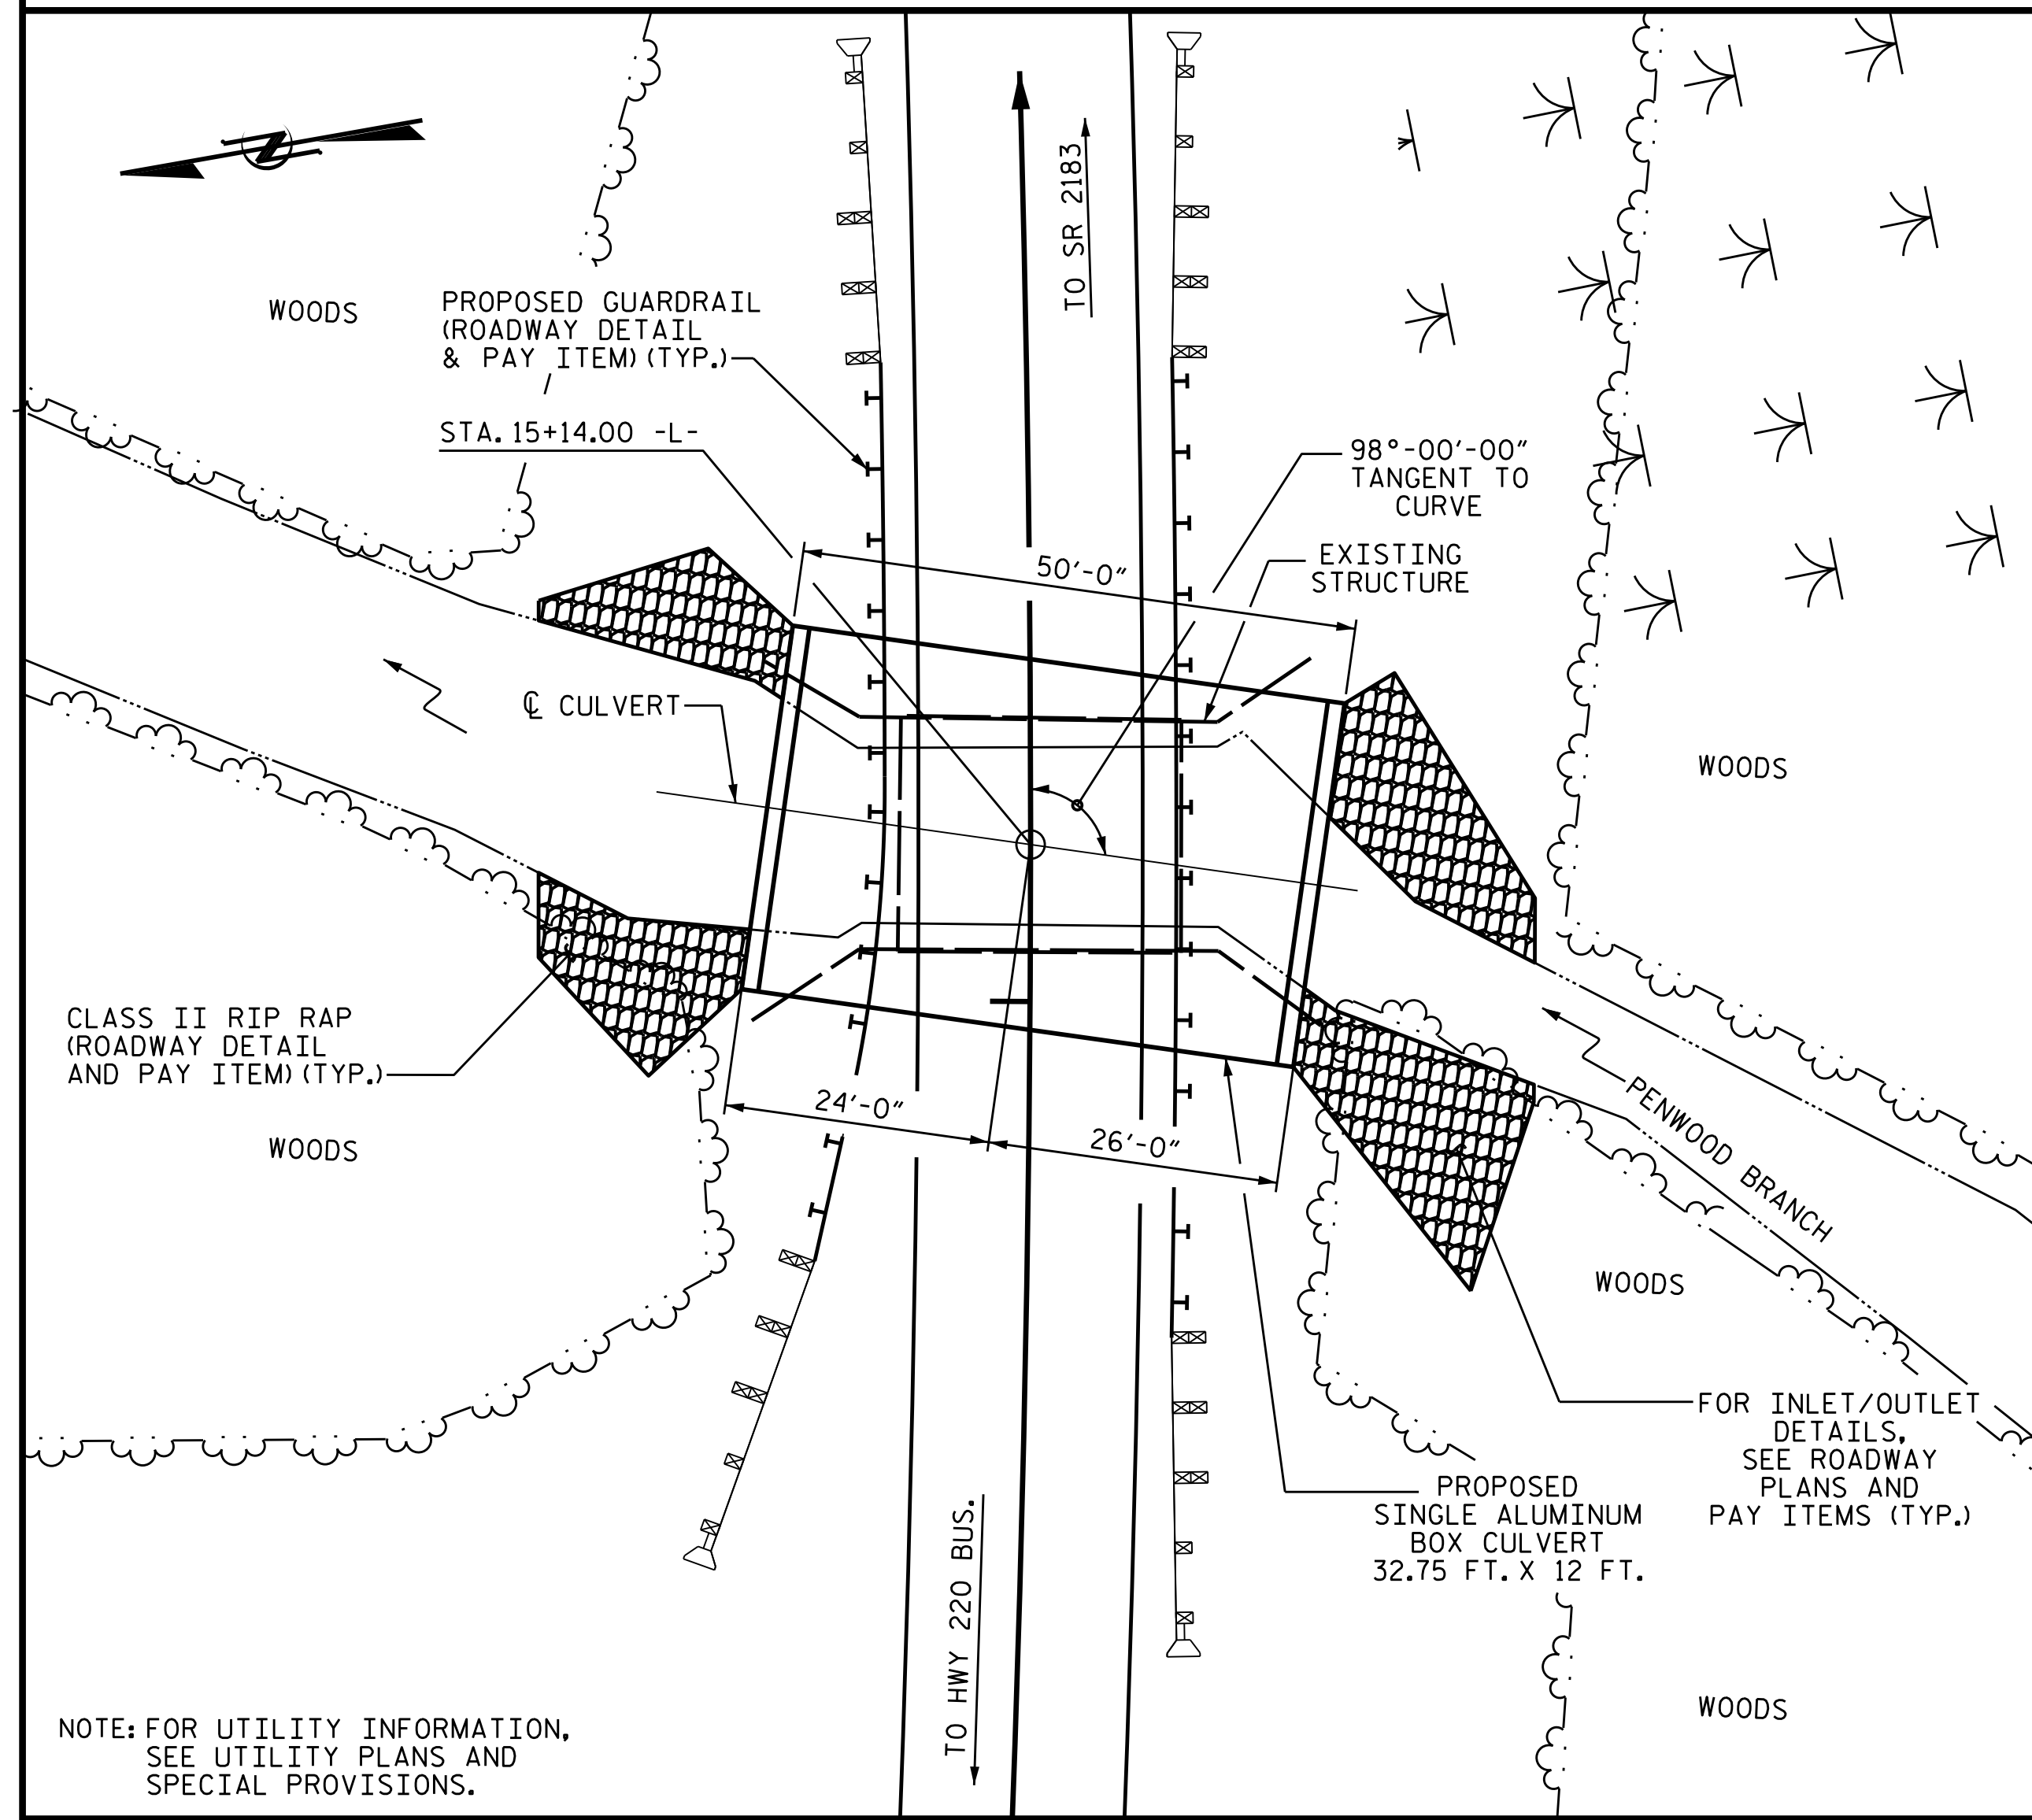 N
TO SR 2183
WOODS
PROPOSED GUARDRAIL
(ROADWAY DETAIL
& PAY ITEM) (TYP.)
STA. 15+14.00 -L-
98°-00'-00"
TANGENT TO
CURVE
EXISTING
STRUCTURE
50'-0"
℄ CULVERT
WOODS
CLASS II RIP RAP
(ROADWAY DETAIL
AND PAY ITEM) (TYP.)
WOODS
24'-0"
26'-0"
PENWOOD BRANCH
WOODS
FOR INLET/OUTLET
DETAILS,
SEE ROADWAY
PLANS AND
PAY ITEMS (TYP.)
PROPOSED
SINGLE ALUMINUM
BOX CULVERT
32.75 FT. X 12 FT.
TO HWY 220 BUS.
WOODS
NOTE: FOR UTILITY INFORMATION,
SEE UTILITY PLANS AND
SPECIAL PROVISIONS.